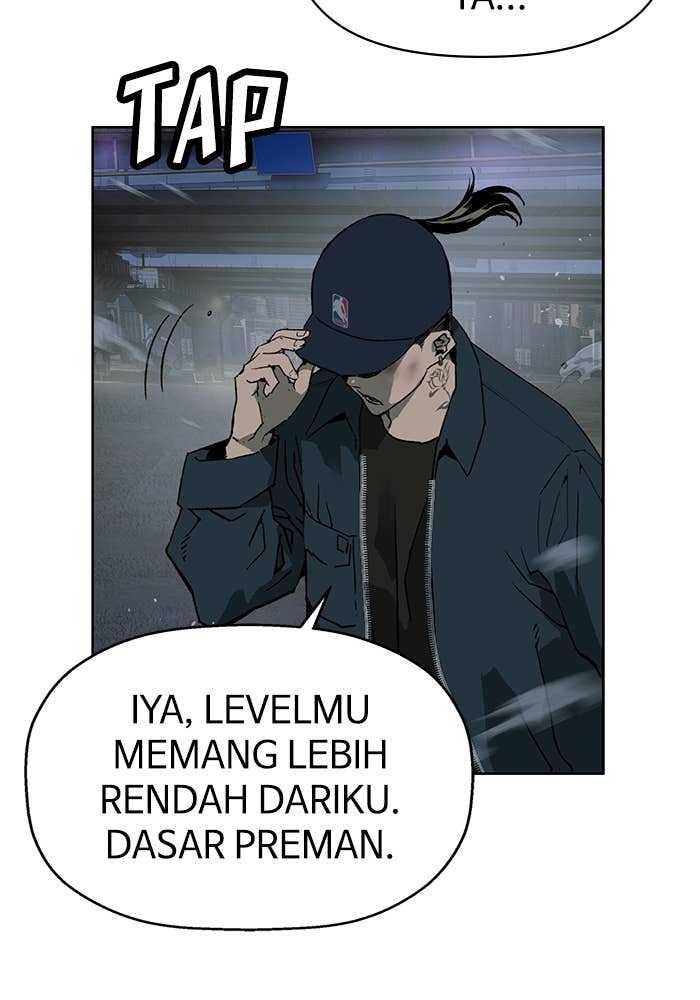 TAP
IYA, LEVELMU
MEMANG LEBIH
RENDAH DARIKU.
DASAR PREMAN.